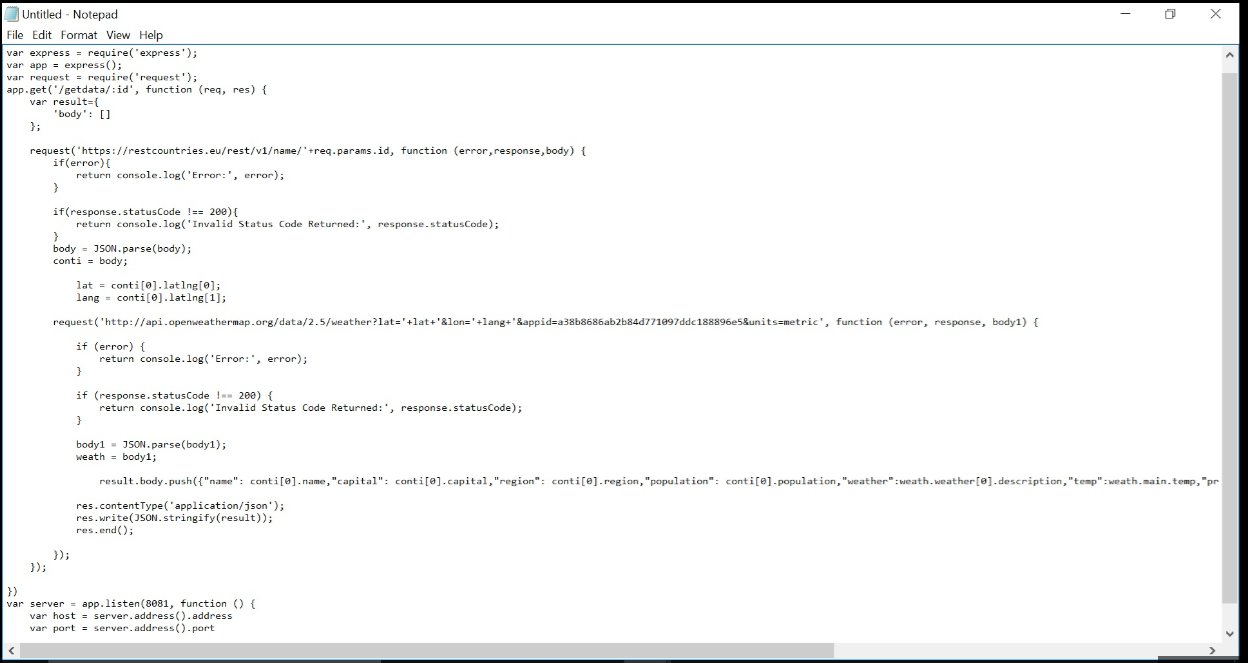 Untitled - Notepad
File Edit Format View Help
var express = require('express');
var app = express();
var request = require('request');
app.get('/getdata/:id', function (req, res) {
    var result={
        'body': []
    };

    request('https://restcountries.eu/rest/v1/name/'+req.params.id, function (error,response,body) {
        if(error){
            return console.log('Error:', error);
        }

        if(response.statusCode !== 200){
            return console.log('Invalid Status Code Returned:', response.statusCode);
        }
        body = JSON.parse(body);
        conti = body;

            lat = conti[0].latlng[0];
            lang = conti[0].latlng[1];

        request('http://api.openweathermap.org/data/2.5/weather?lat='+lat+'&lon='+lang+'&appid=a38b8686ab2b84d771097ddc188896e5&units=metric', function (error, response, body1) {

            if (error) {
                return console.log('Error:', error);
            }

            if (response.statusCode !== 200) {
                return console.log('Invalid Status Code Returned:', response.statusCode);
            }

            body1 = JSON.parse(body1);
            weath = body1;

                result.body.push({"name": conti[0].name,"capital": conti[0].capital,"region": conti[0].region,"population": conti[0].population,"weather":weath.weather[0].description,"temp":weath.main.temp,"pr

            res.contentType('application/json');
            res.write(JSON.stringify(result));
            res.end();

        });
    });

})
var server = app.listen(8081, function () {
    var host = server.address().address
    var port = server.address().port